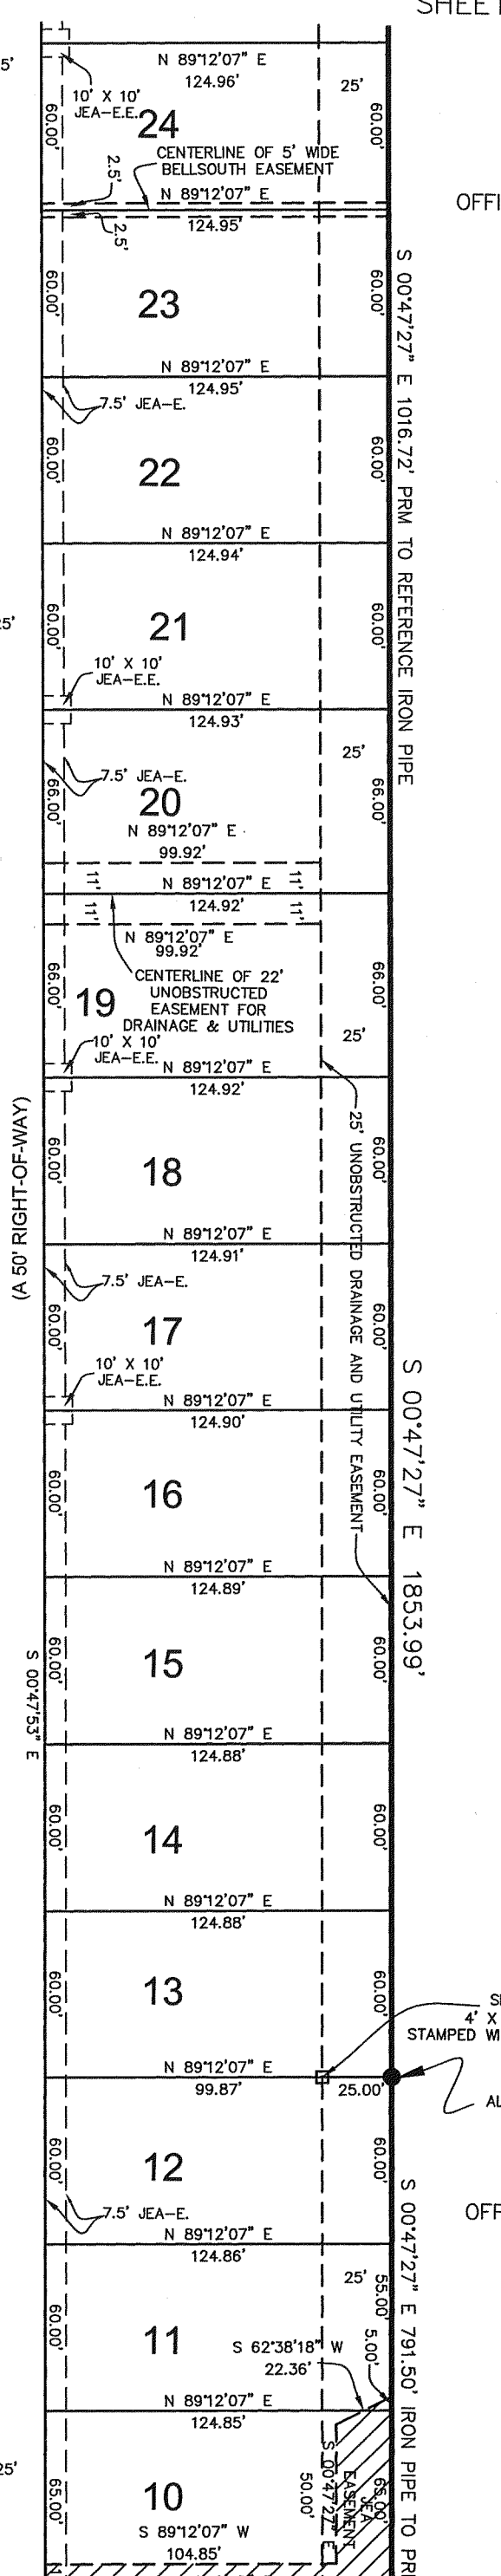 SHEET
5'
N 89°12'07" E
124.96'
25'
10' X 10'
JEA-E.E.
60.00'
24
60.00'
CENTERLINE OF 5' WIDE
BELLSOUTH EASEMENT
2.5'
N 89°12'07" E
124.95'
2.5'
S 00°47'27" E 1016.72' PRM TO REFERENCE IRON PIPE
60.00'
23
60.00'
N 89°12'07" E
124.95'
7.5' JEA-E.
60.00'
22
60.00'
N 89°12'07" E
124.94'
60.00'
21
60.00'
25'
10' X 10'
JEA-E.E.
N 89°12'07" E
124.93'
25'
7.5' JEA-E.
66.00'
20
66.00'
N 89°12'07" E
99.92'
11'
N 89°12'07" E
11'
11'
124.92'
11'
N 89°12'07" E
99.92'
CENTERLINE OF 22'
UNOBSTRUCTED
EASEMENT FOR
DRAINAGE & UTILITIES
66.00'
19
66.00'
25'
10' X 10'
JEA-E.E.
N 89°12'07" E
124.92'
(A 50' RIGHT-OF-WAY)
25' UNOBSTRUCTED DRAINAGE AND UTILITY EASEMENT
60.00'
18
60.00'
N 89°12'07" E
124.91'
7.5' JEA-E.
60.00'
17
60.00'
10' X 10'
JEA-E.E.
N 89°12'07" E
124.90'
S 00°47'27" E 1853.99'
60.00'
16
60.00'
N 89°12'07" E
124.89'
60.00'
15
60.00'
S 00°47'53" E
N 89°12'07" E
124.88'
60.00'
14
60.00'
N 89°12'07" E
124.88'
60.00'
13
60.00'
4' X
STAMPED
N 89°12'07" E
99.87'
25.00'
60.00'
12
60.00'
7.5' JEA-E.
N 89°12'07" E
124.86'
S 00°47'27" E 791.50' IRON PIPE TO
25'
55.00'
60.00'
11
5.00'
S 62°38'18" W
22.36'
N 89°12'07" E
124.85'
25'
65.00'
10
50.00'
S 00°47'27" E
JEA
EASEMENT
65.00'
S 89°12'07" W
104.85'